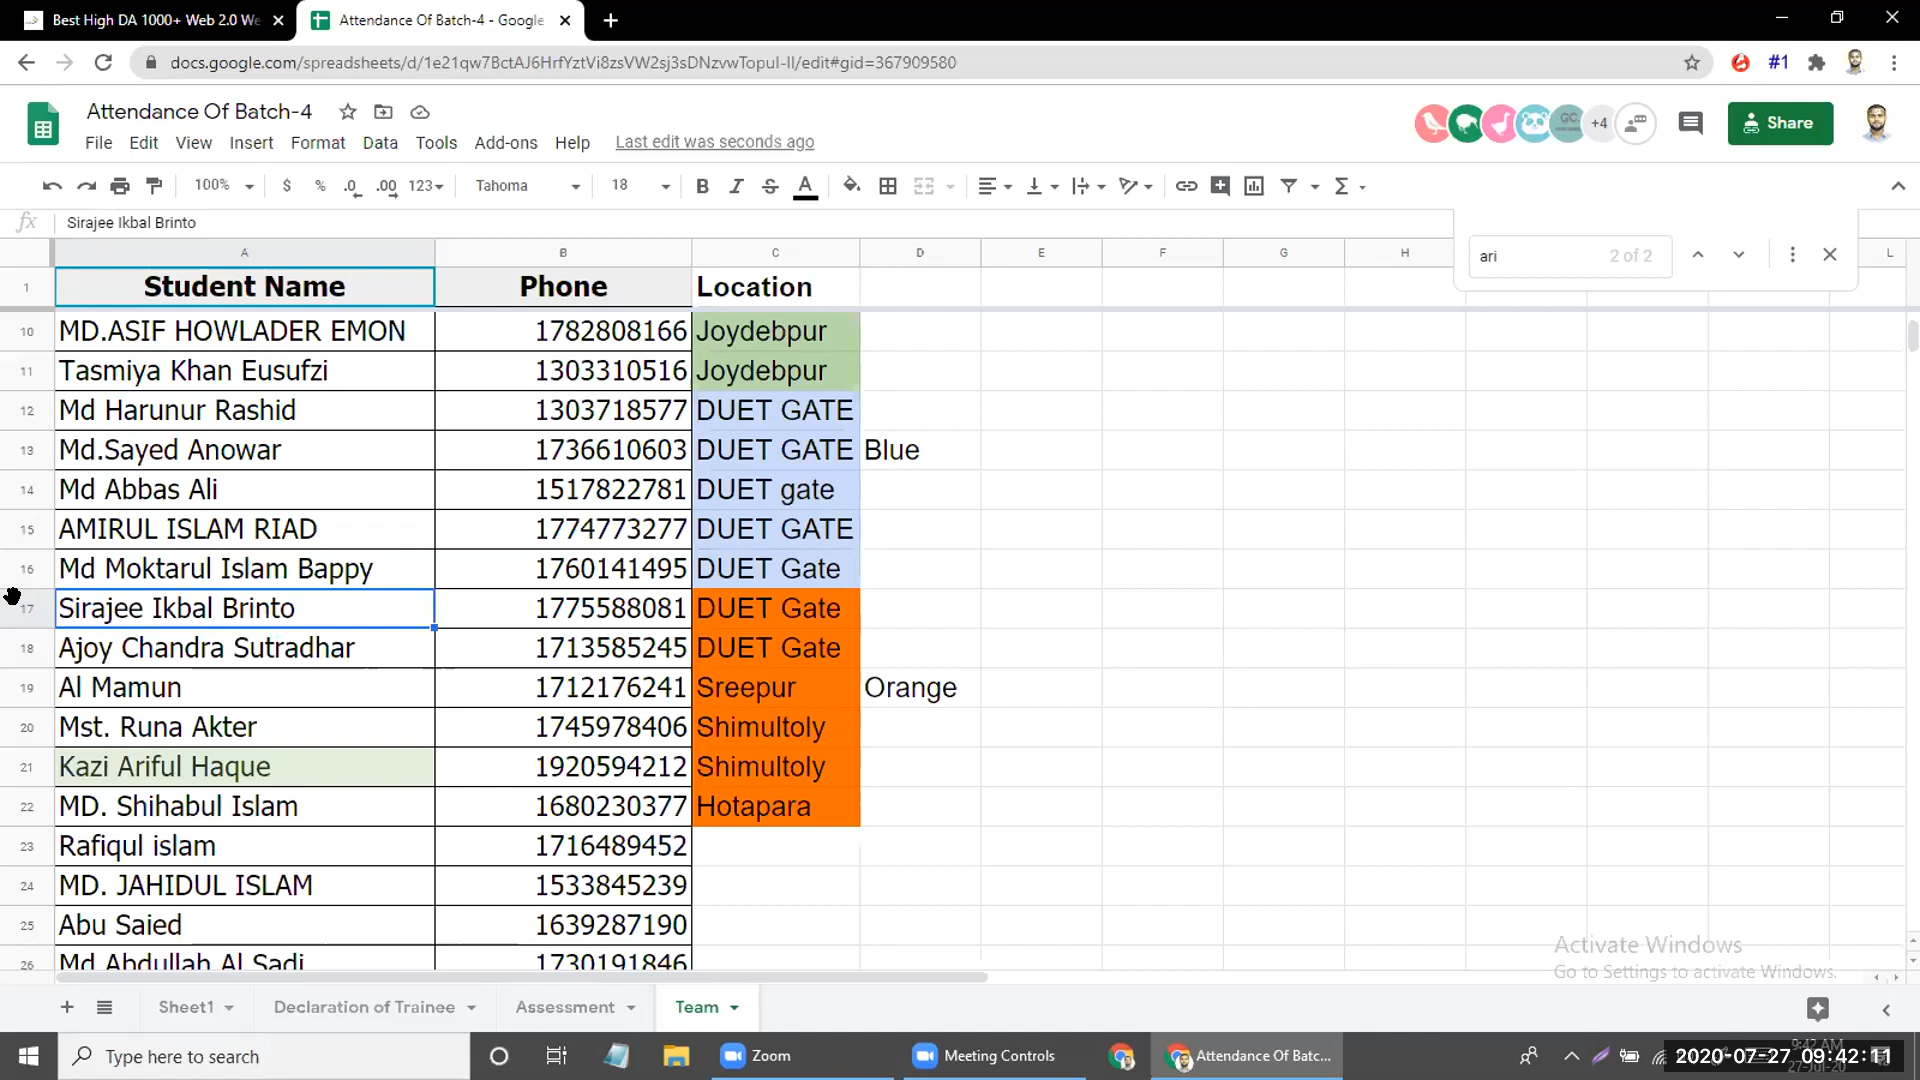 Best High DA 1000+ Web 2.0 We
Attendance Of Batch-4 - Google
docs.google.com/spreadsheets/d/1e21qw7BctAJ6HrfYztVi8zsVW2sj3sDNzvwTopuI-lI/edit#gid=367909580
#1
Attendance Of Batch-4
File Edit View Insert Format Data Tools Add-ons Help Last edit was seconds ago
GC
+4
Share
100% $ % .0 .00 123 Tahoma 18 B I S A
fx Sirajee Ikbal Brinto
ari 2 of 2
A B C D E F G H L
1 Student Name Phone Location
10 MD.ASIF HOWLADER EMON 1782808166 Joydebpur
11 Tasmiya Khan Eusufzi 1303310516 Joydebpur
12 Md Harunur Rashid 1303718577 DUET GATE
13 Md.Sayed Anowar 1736610603 DUET GATE Blue
14 Md Abbas Ali 1517822781 DUET gate
15 AMIRUL ISLAM RIAD 1774773277 DUET GATE
16 Md Moktarul Islam Bappy 1760141495 DUET Gate
17 Sirajee Ikbal Brinto 1775588081 DUET Gate
18 Ajoy Chandra Sutradhar 1713585245 DUET Gate
19 Al Mamun 1712176241 Sreepur Orange
20 Mst. Runa Akter 1745978406 Shimultoly
21 Kazi Ariful Haque 1920594212 Shimultoly
22 MD. Shihabul Islam 1680230377 Hotapara
23 Rafiqul islam 1716489452
24 MD. JAHIDUL ISLAM 1533845239
25 Abu Saied 1639287190
26 Md Abdullah Al Sadi 1730191846
Activate Windows
Go to Settings to activate Windows.
Sheet1 Declaration of Trainee Assessment Team
Type here to search
Zoom
Meeting Controls
Attendance Of Batc...
9:42 AM
2020-07-27 09:42:11